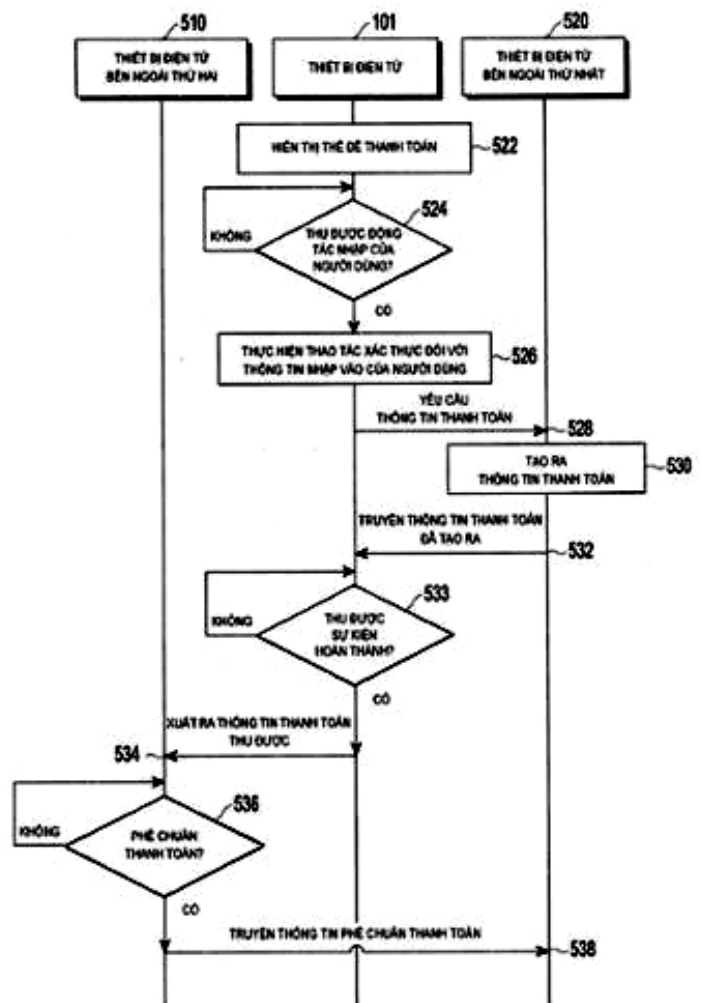 510
101
520
THIẾT BỊ ĐIỆN TỬ
BÊN NGOÀI THỨ HAI
THIẾT BỊ ĐIỆN TỬ
THIẾT BỊ ĐIỆN TỬ
BÊN NGOÀI THỨ NHẤT
HIỂN THỊ THẺ ĐỂ THANH TOÁN
522
524
KHÔNG
THU ĐƯỢC ĐỘNG
TÁC NHẬP CỦA
NGƯỜI DÙNG?
CÓ
THỰC HIỆN THAO TÁC XÁC THỰC ĐỐI VỚI
THÔNG TIN NHẬP VÀO CỦA NGƯỜI DÙNG
526
YÊU CẦU
THÔNG TIN THANH TOÁN
528
TẠO RA
THÔNG TIN THANH TOÁN
530
TRUYỀN THÔNG TIN THANH TOÁN
ĐÃ TẠO RA
532
533
KHÔNG
THU ĐƯỢC
SỰ KIỆN
HOÀN THÀNH?
CÓ
XUẤT RA THÔNG TIN THANH TOÁN
THU ĐƯỢC
534
536
KHÔNG
PHÊ CHUẨN
THANH TOÁN?
CÓ
TRUYỀN THÔNG TIN PHÊ CHUẨN THANH TOÁN
538